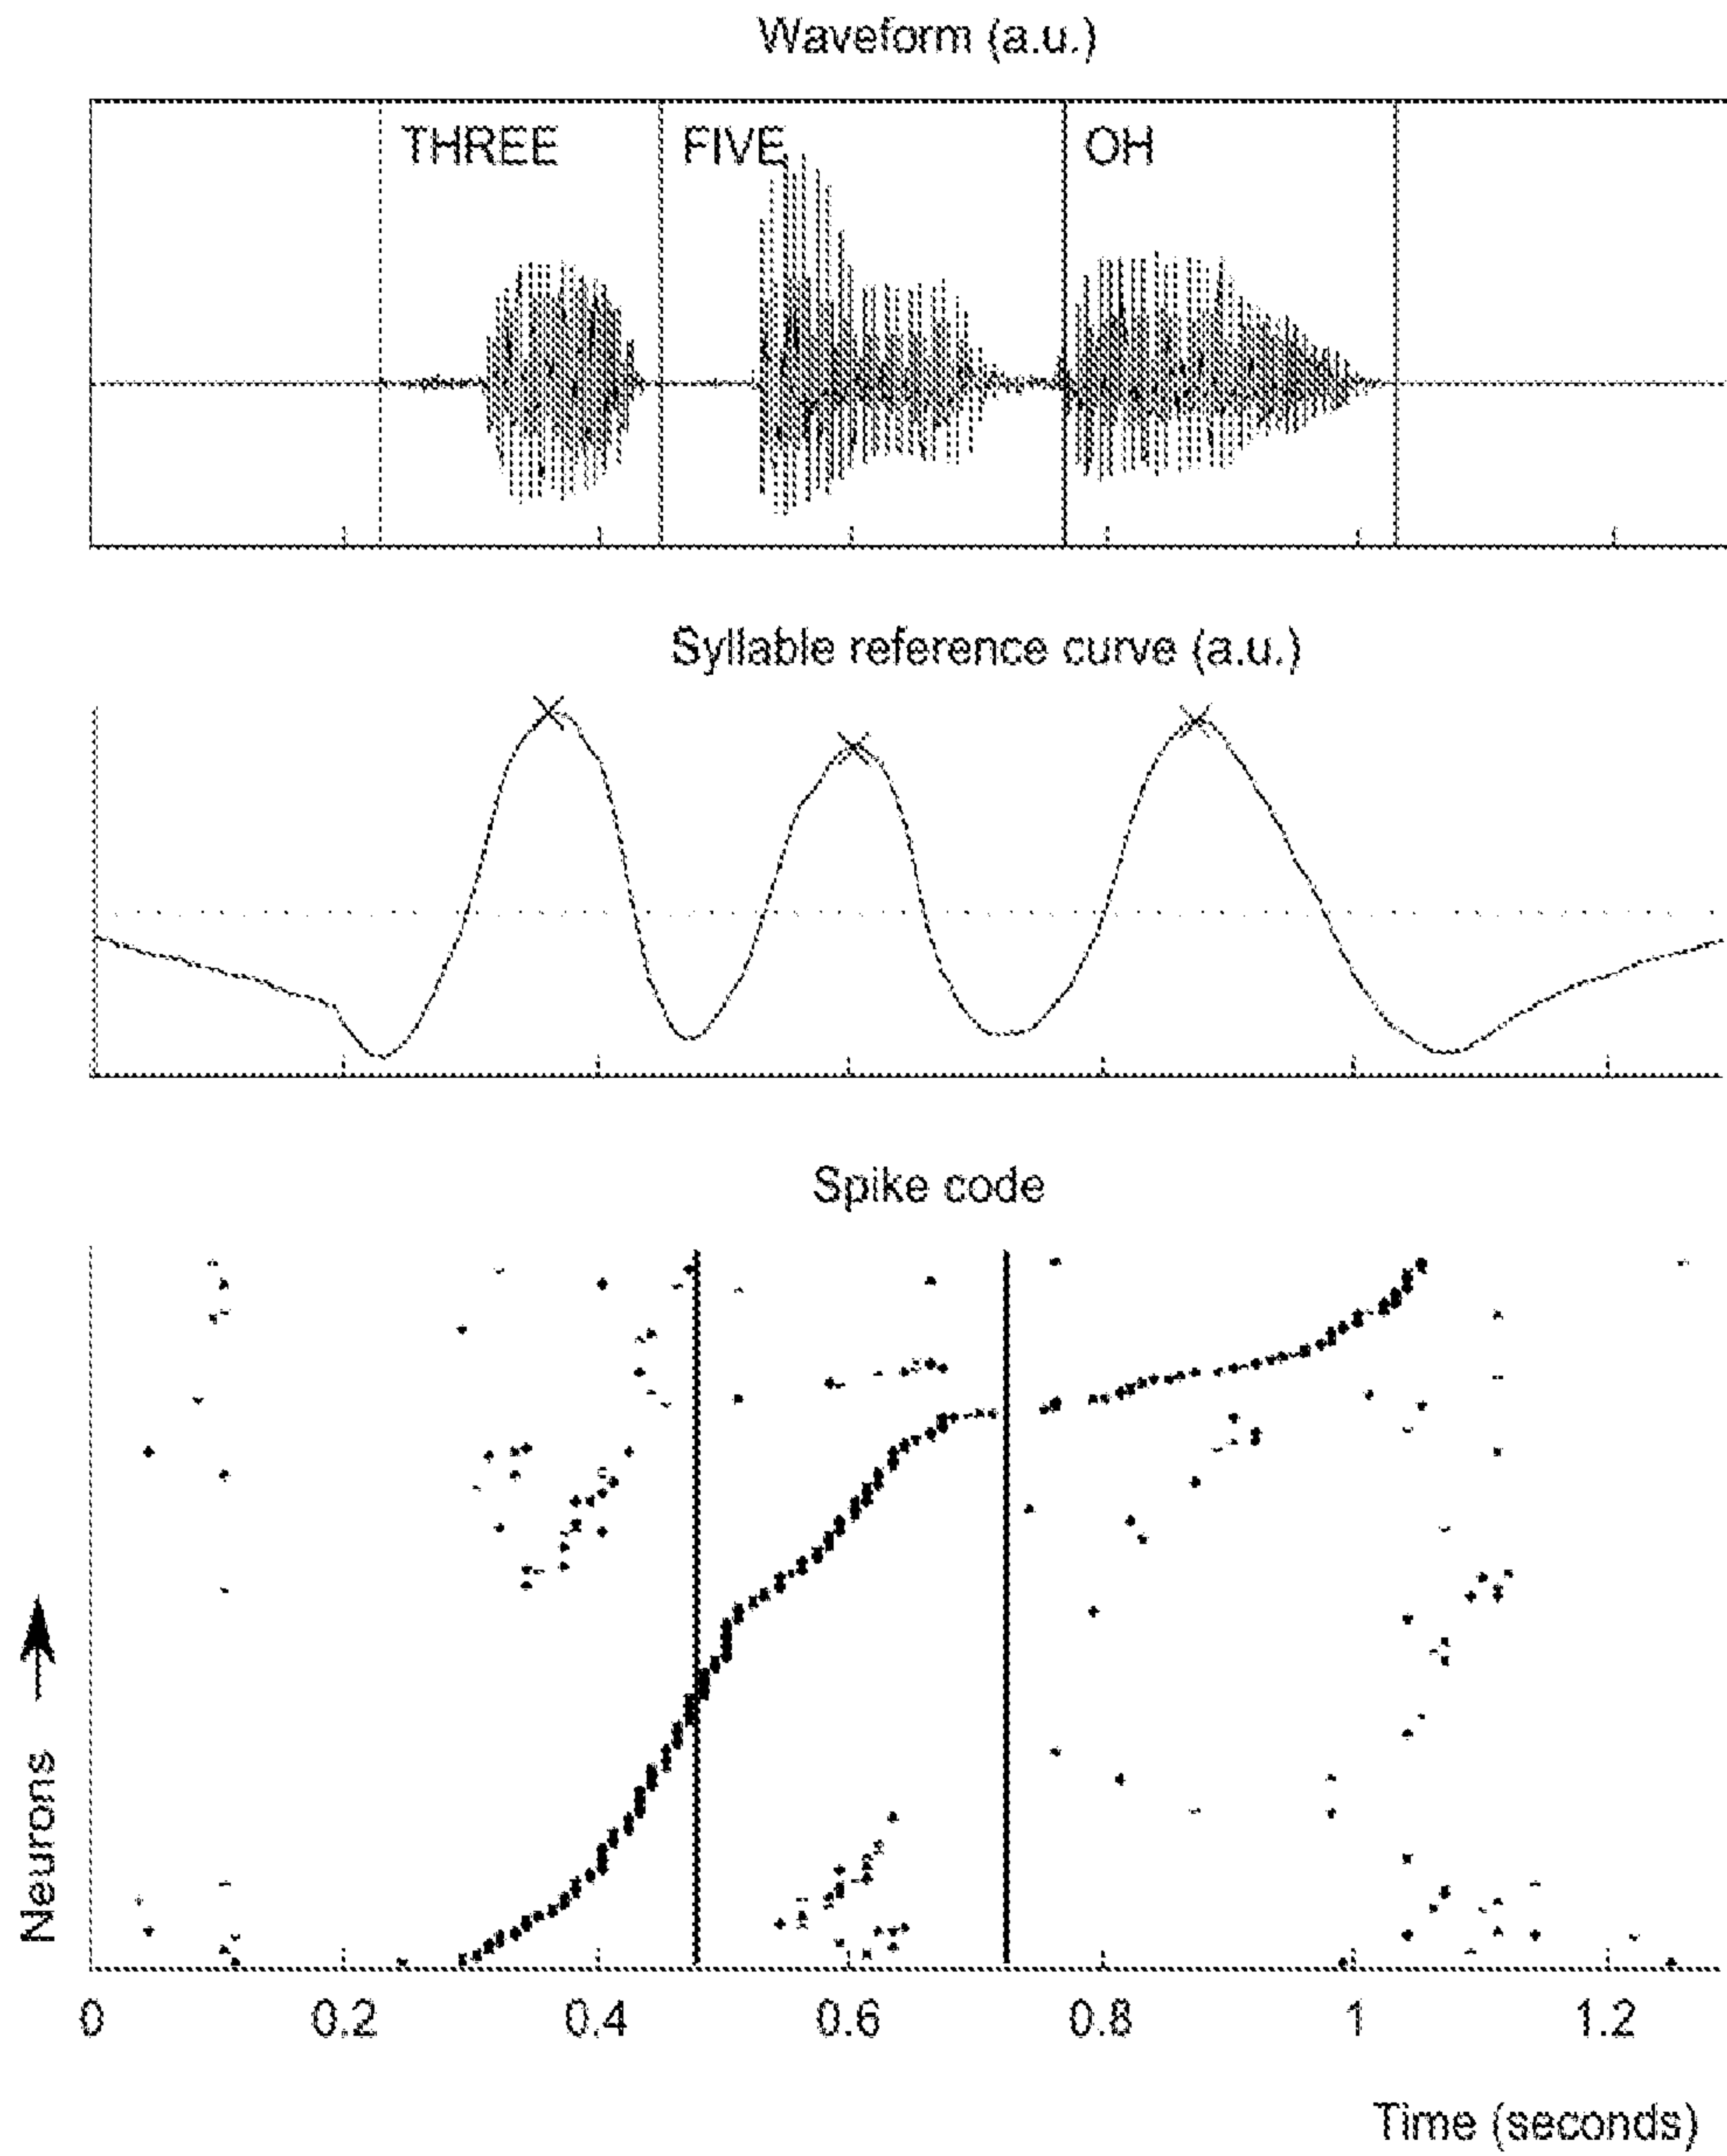 Waveform (a.u.)
THREE FIVE OH
Syllable reference curve (a.u.)
Spike code
Neurons
0 0.2 0.4 0.6 0.8 1 1.2
Time (seconds)